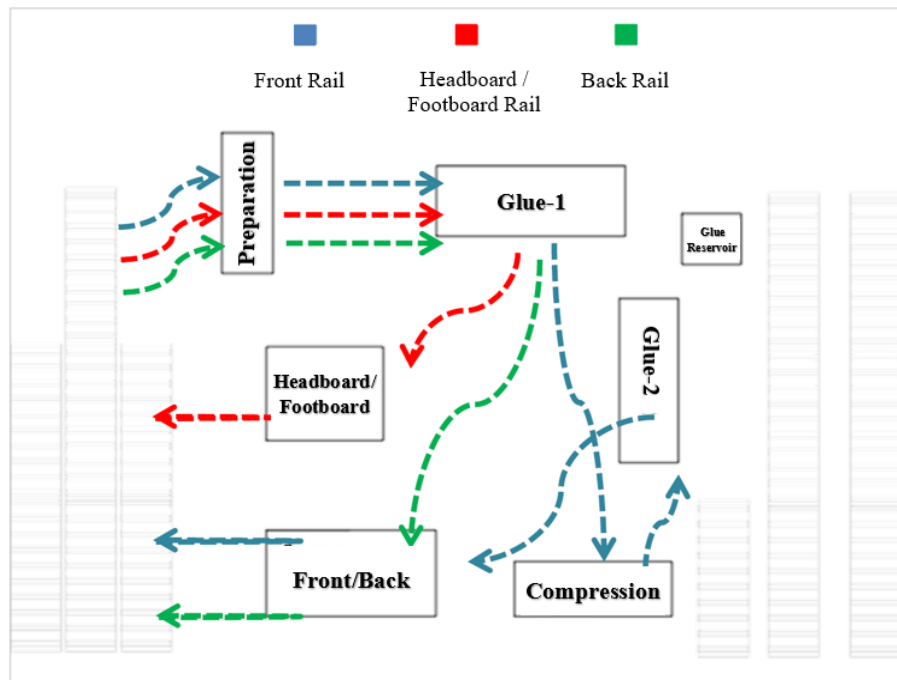 Front Rail
Headboard /
Footboard Rail
Back Rail
Preparation
Glue-1
Glue
Reservoir
Glue-2
Headboard/
Footboard
Front/Back
Compression